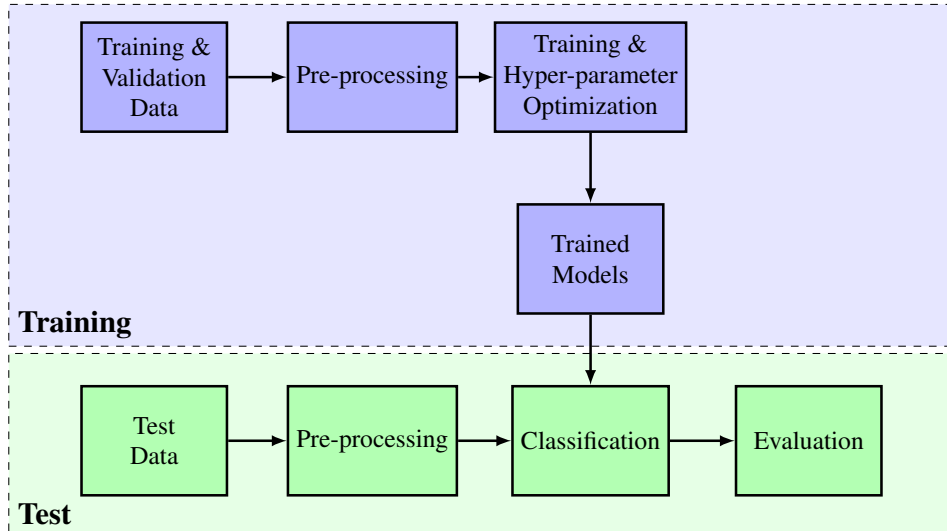 Training &
Validation
Data
Pre-processing
Training &
Hyper-parameter
Optimization
Trained
Models
Training
Test
Data
Pre-processing
Classification
Evaluation
Test